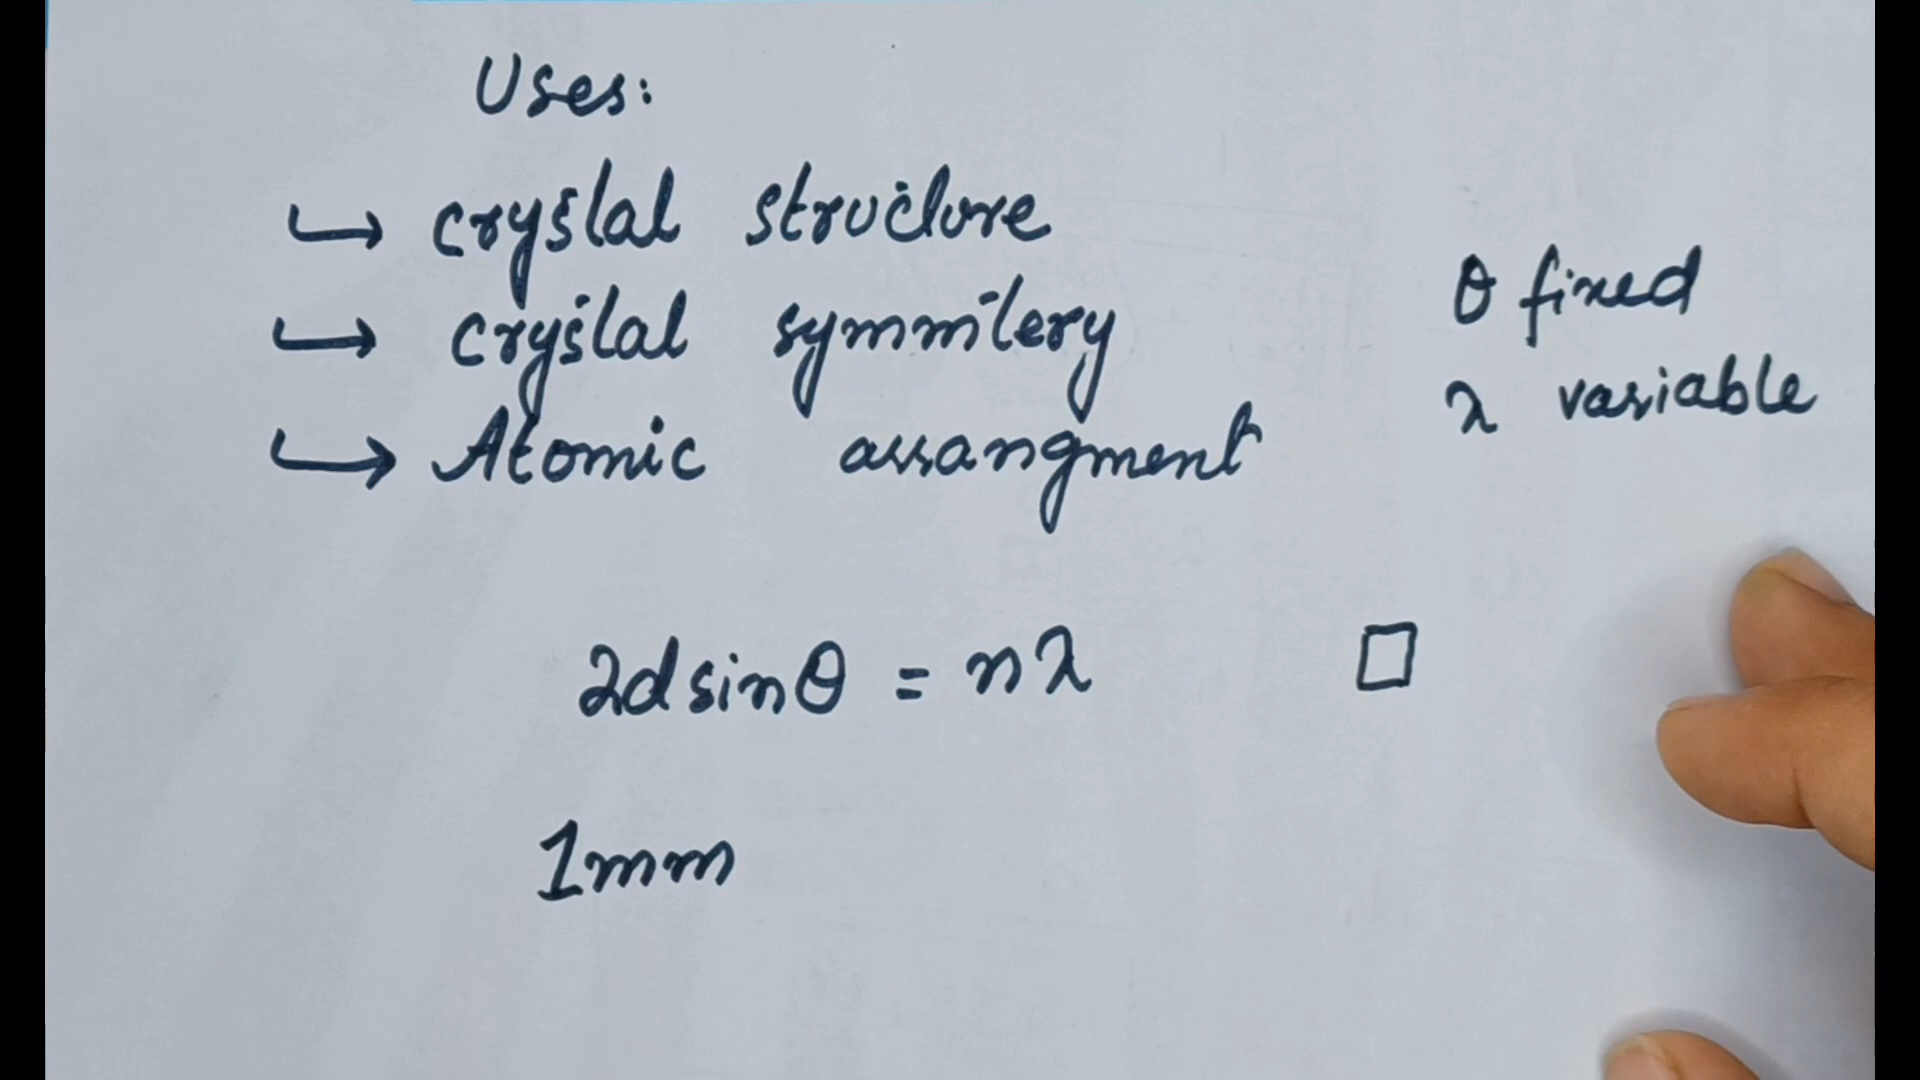 Uses:
↳ crystal structure
↳ crystal symmitery
↳ Atomic arrangment
θ fixed
λ variable
2d sinθ = nλ
1mm